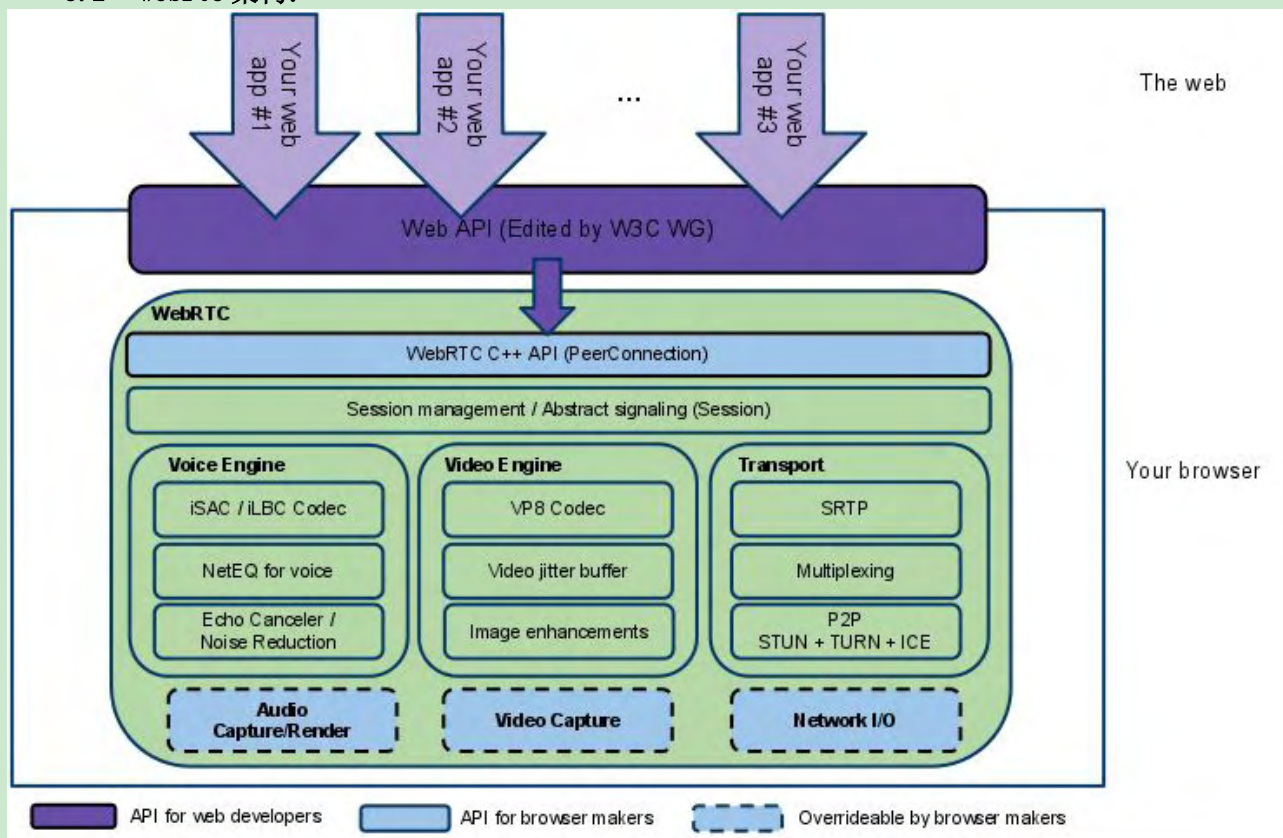 Your web
app #1
Your web
app #2
...
Your web
app #3
The web
Web API (Edited by W3C WG)
WebRTC
WebRTC C++ API (PeerConnection)
Session management / Abstract signaling (Session)
Your browser
Voice Engine
iSAC / iLBC Codec
NetEQ for voice
Echo Canceler /
Noise Reduction
Video Engine
VP8 Codec
Video jitter buffer
Image enhancements
Transport
SRTP
Multiplexing
P2P
STUN + TURN + ICE
Audio
Capture/Render
Video Capture
Network I/O
API for web developers
API for browser makers
Overrideable by browser makers